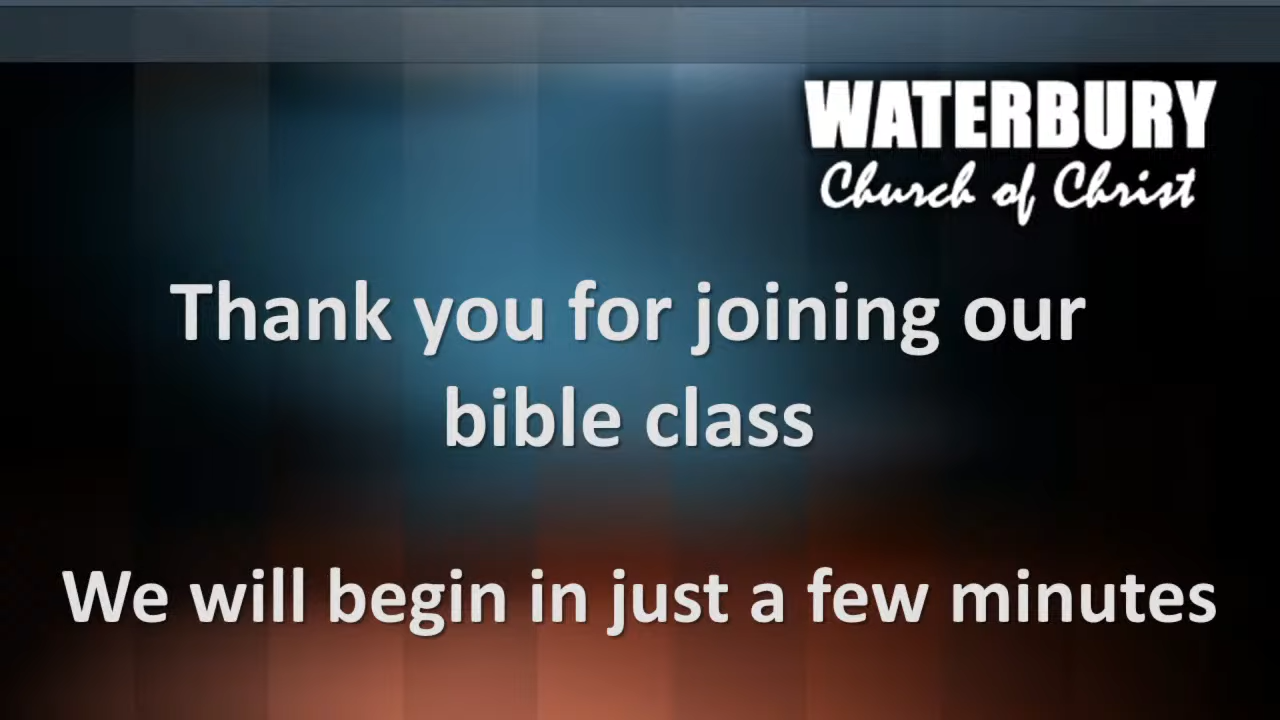 WATERBURY
Church of Christ
Thank you for joining our
bible class
We will begin in just a few minutes